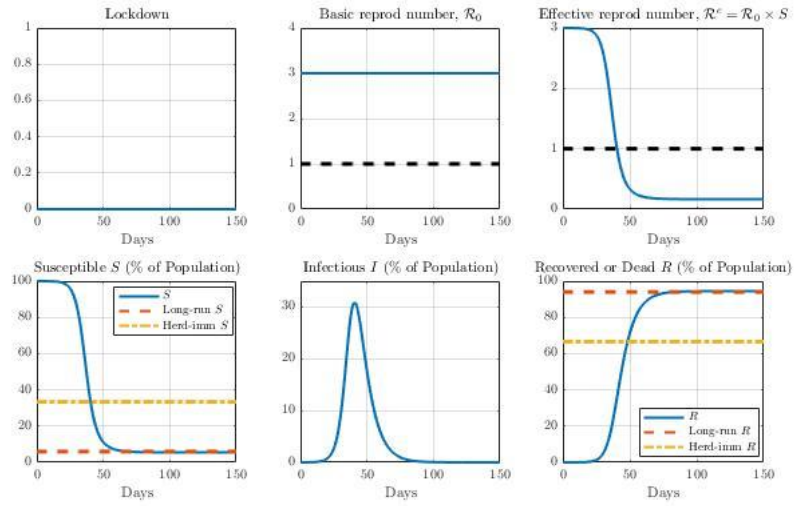 Lockdown
1
0.8
0.6
0.4
0.2
0
0 50 100 150
Days
Basic reprod number, R₀
4
3
2
1
0
0 50 100 150
Days
Effective reprod number, Rᵉ = R₀ × S
3
2
1
0
0 50 100 150
Days
Susceptible S (% of Population)
100
80
60
40
20
0
0 50 100 150
Days
S
Long-run S
Herd-imm S
Infectious I (% of Population)
30
20
10
0
0 50 100 150
Days
Recovered or Dead R (% of Population)
100
80
60
40
20
0
0 50 100 150
Days
R
Long-run R
Herd-imm R